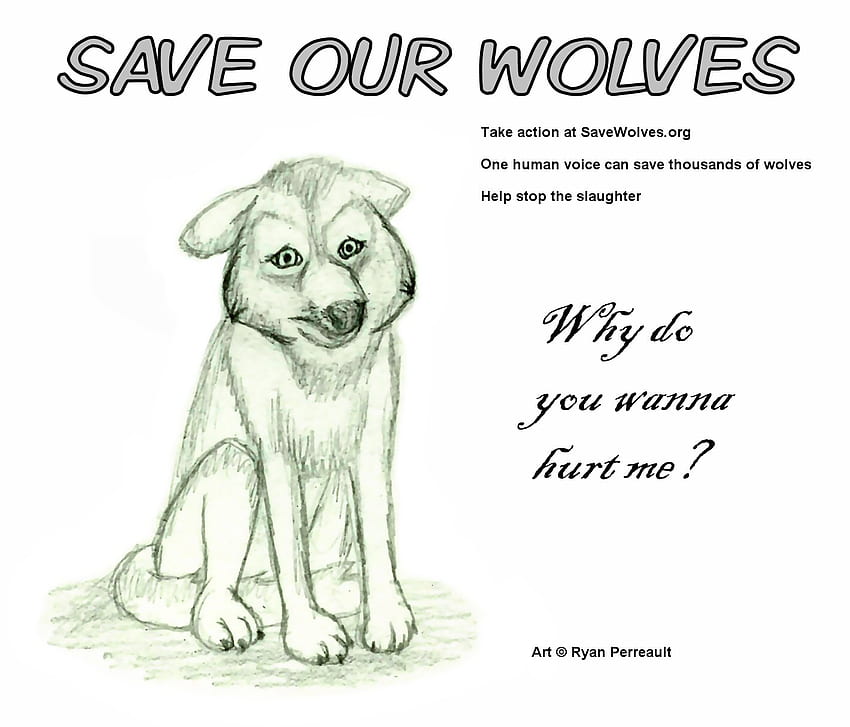 SAVE OUR WOLVES
Take action at SaveWolves.org
One human voice can save thousands of wolves
Help stop the slaughter
Why do
you wanna
hurt me?
Art © Ryan Perreault